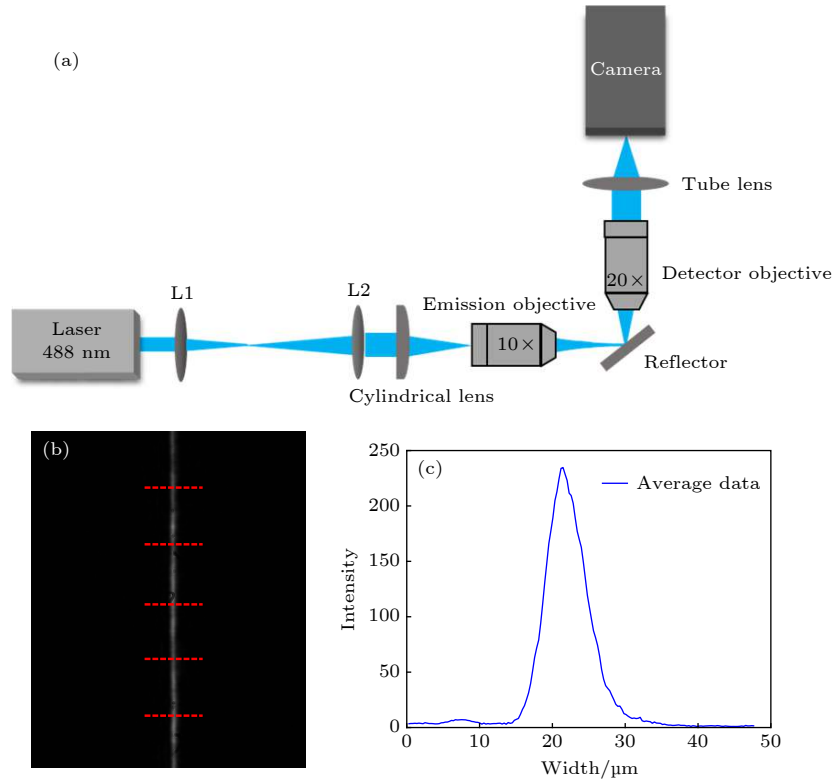 (a)
Camera
Tube lens
Detector objective
20×
L1
L2
Emission objective
Laser
488 nm
10×
Reflector
Cylindrical lens
(b)
(c)
Average data
250
200
150
100
50
0
Intensity
0 10 20 30 40 50
Width/μm